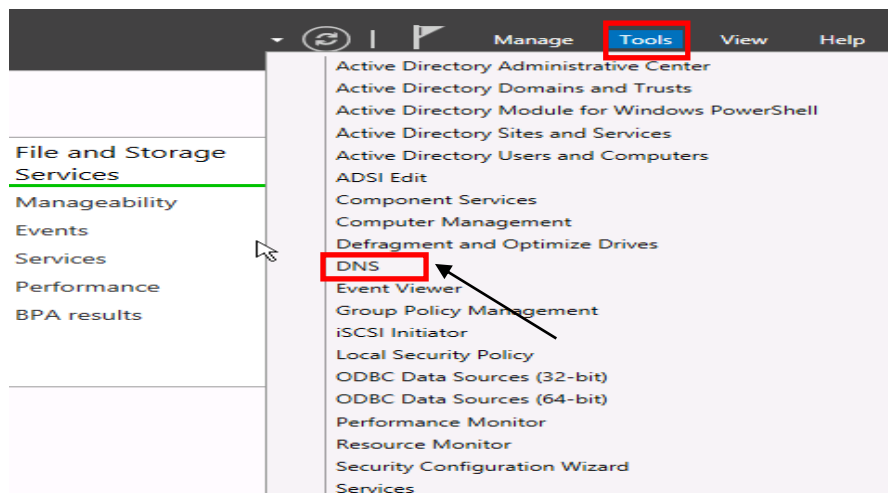 Manage Tools View Help
File and Storage
Services
Manageability
Events
Services
Performance
BPA results
Active Directory Administrative Center
Active Directory Domains and Trusts
Active Directory Module for Windows PowerShell
Active Directory Sites and Services
Active Directory Users and Computers
ADSI Edit
Component Services
Computer Management
Defragment and Optimize Drives
DNS
Event Viewer
Group Policy Management
iSCSI Initiator
Local Security Policy
ODBC Data Sources (32-bit)
ODBC Data Sources (64-bit)
Performance Monitor
Resource Monitor
Security Configuration Wizard
Services